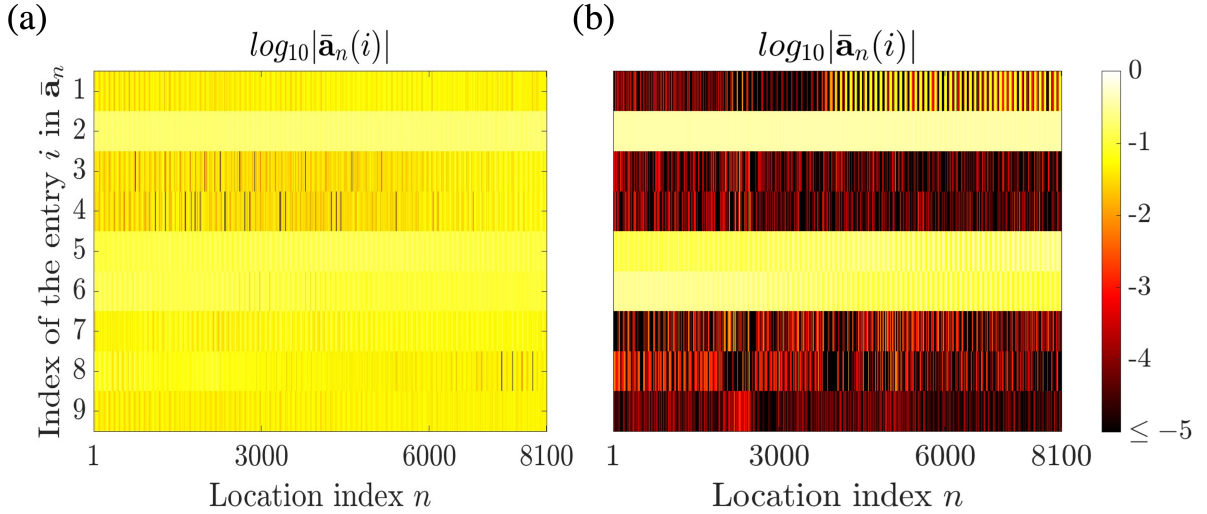 (a)
log₁₀|ā_n(i)|
Index of the entry i in ā_n
1
2
3
4
5
6
7
8
9
1 3000 6000 8100
Location index n
(b)
log₁₀|ā_n(i)|
1 3000 6000 8100
Location index n
0
-1
-2
-3
-4
≤ −5